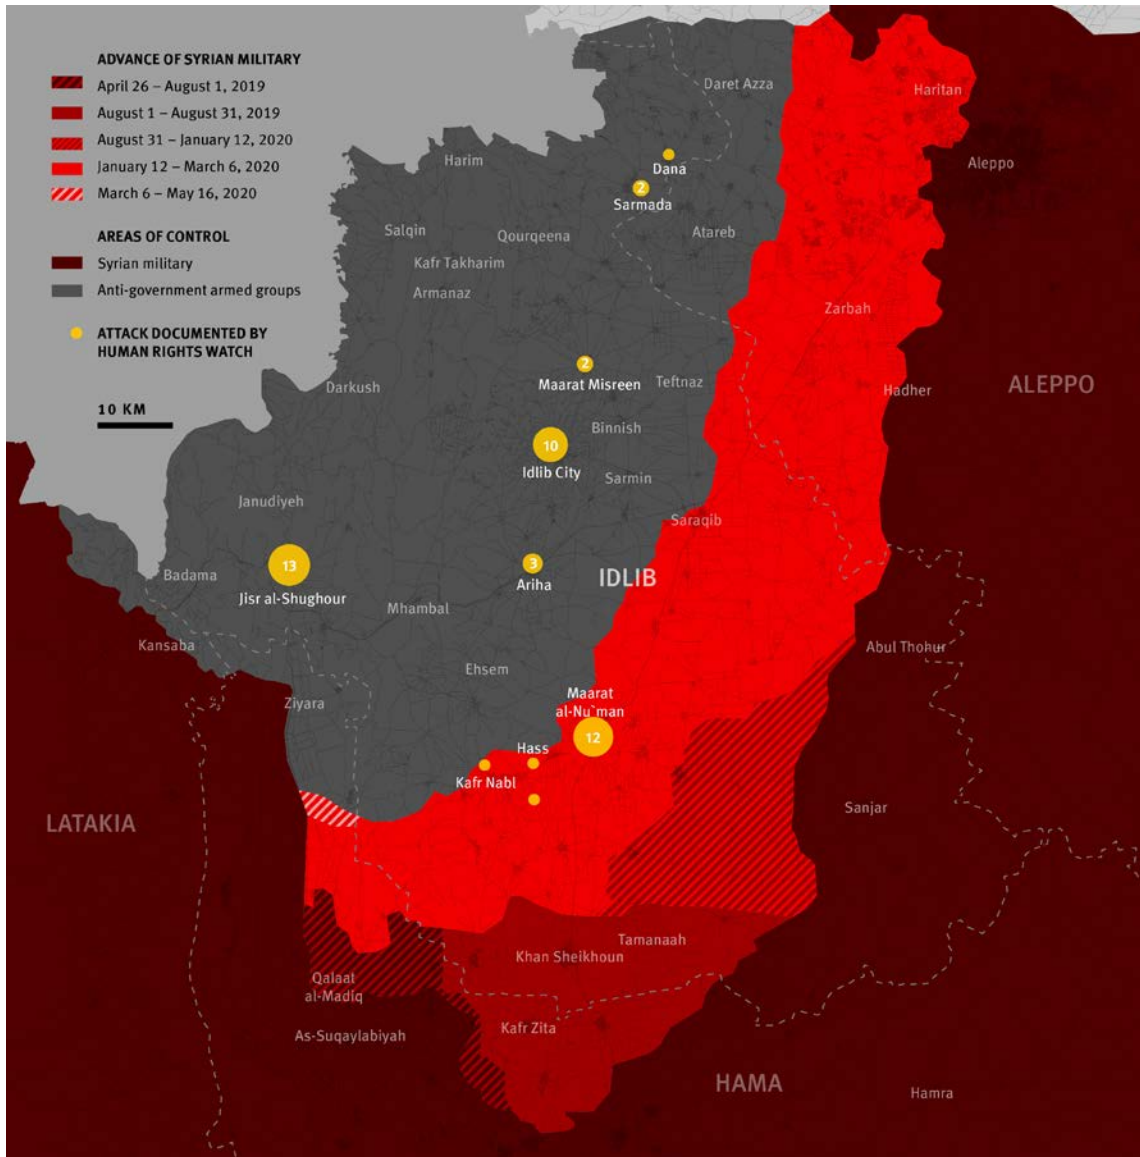 ADVANCE OF SYRIAN MILITARY
April 26 – August 1, 2019
August 1 – August 31, 2019
August 31 – January 12, 2020
January 12 – March 6, 2020
March 6 – May 16, 2020
AREAS OF CONTROL
Syrian military
Anti-government armed groups
ATTACK DOCUMENTED BY
HUMAN RIGHTS WATCH
10 KM
Daret Azza
Haritan
Harim
Dana
Aleppo
2
Sarmada
Salqin
Qourqeena
Atareb
Kafr Takharim
Armanaz
Zarbah
2
Maarat Misreen
Teftnaz
Darkush
Hadher
ALEPPO
Binnish
10
Idlib City
Sarmin
Janudiyeh
Saraqib
13
3
Badama
Ariha
IDLIB
Jisr al-Shughour
Mhambal
Kansaba
Abul Thohur
Ehsem
Ziyara
Maarat
al-Nu`man
12
Hass
Kafr Nabl
LATAKIA
Sanjar
Tamanaah
Khan Sheikhoun
Qalaat
al-Madiq
As-Suqaylabiyah
Kafr Zita
HAMA
Hamra